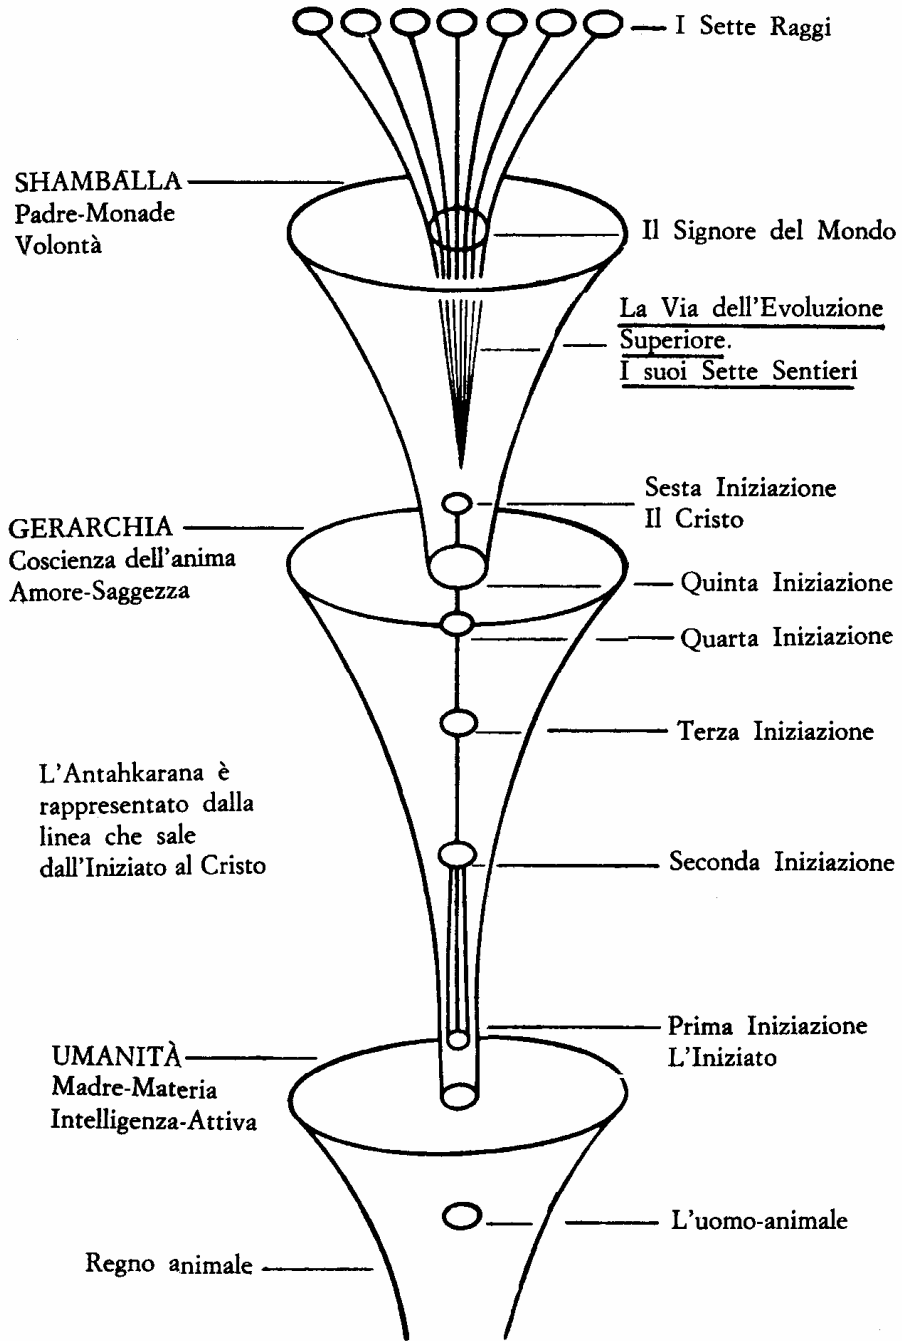 I Sette Raggi
SHAMBALLA
Padre-Monade
Volontà
Il Signore del Mondo
La Via dell'Evoluzione
Superiore.
I suoi Sette Sentieri
Sesta Iniziazione
Il Cristo
GERARCHIA
Coscienza dell'anima
Amore-Saggezza
Quinta Iniziazione
Quarta Iniziazione
Terza Iniziazione
L'Antahkarana è
rappresentato dalla
linea che sale
dall'Iniziato al Cristo
Seconda Iniziazione
Prima Iniziazione
L'Iniziato
UMANITÀ
Madre-Materia
Intelligenza-Attiva
L'uomo-animale
Regno animale